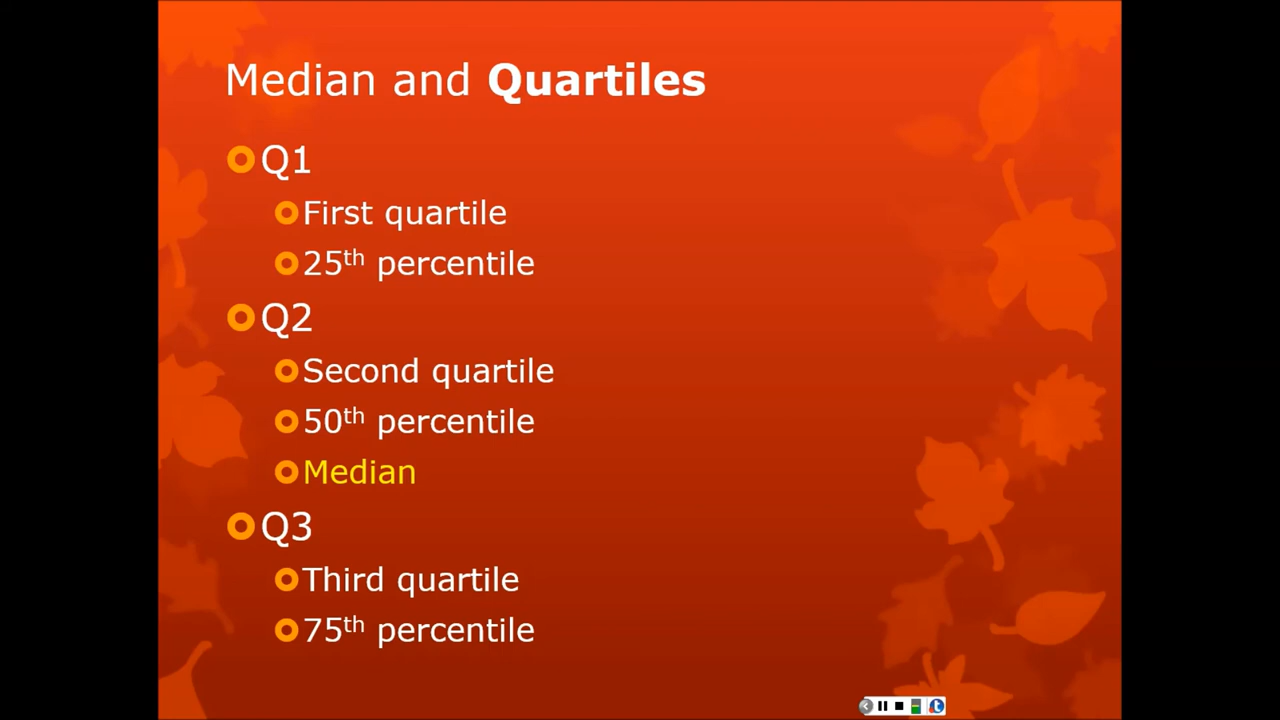 Median and Quartiles
Q1
First quartile
25th percentile
Q2
Second quartile
50th percentile
Median
Q3
Third quartile
75th percentile